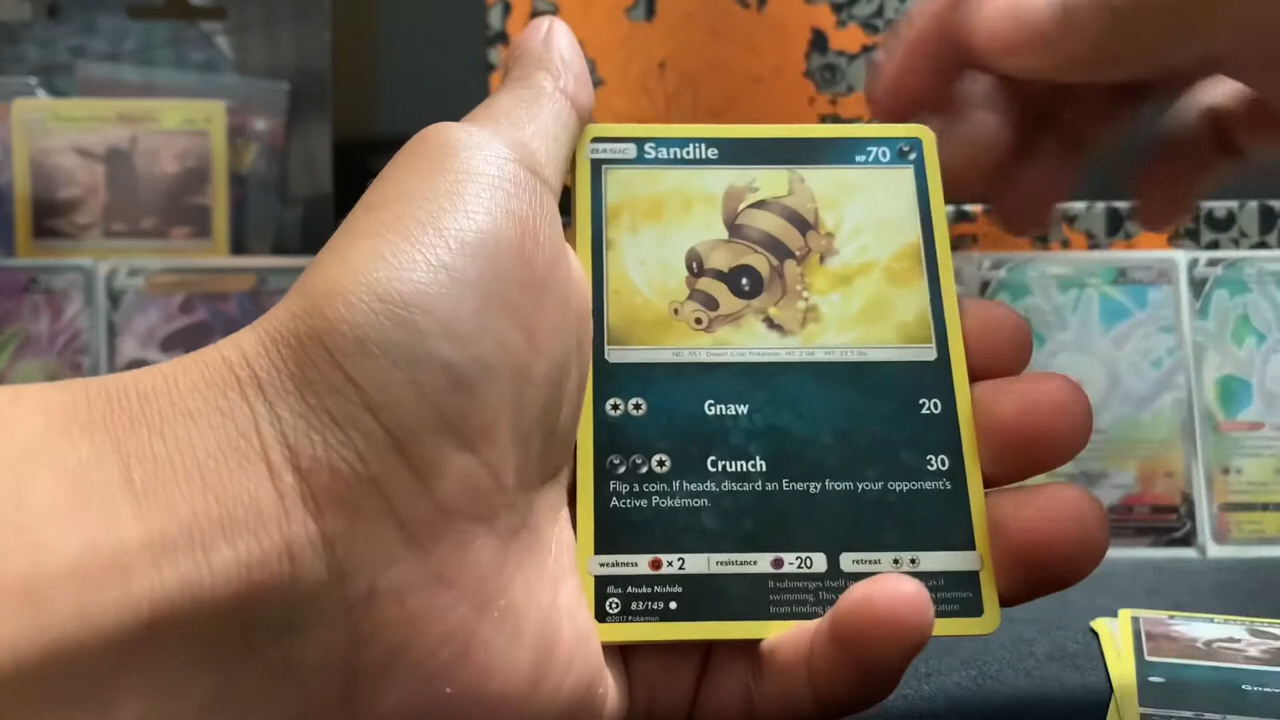 BASIC Sandile HP70
Gnaw 20
Crunch 30
Flip a coin. If heads, discard an Energy from your opponent's
Active Pokémon.
weakness ×2 resistance -20 retreat
Illus. Atsuko Nishida
83/149
©2017 Pokémon
It submerges itself as if
swimming. This enemies
from finding
Gnaw